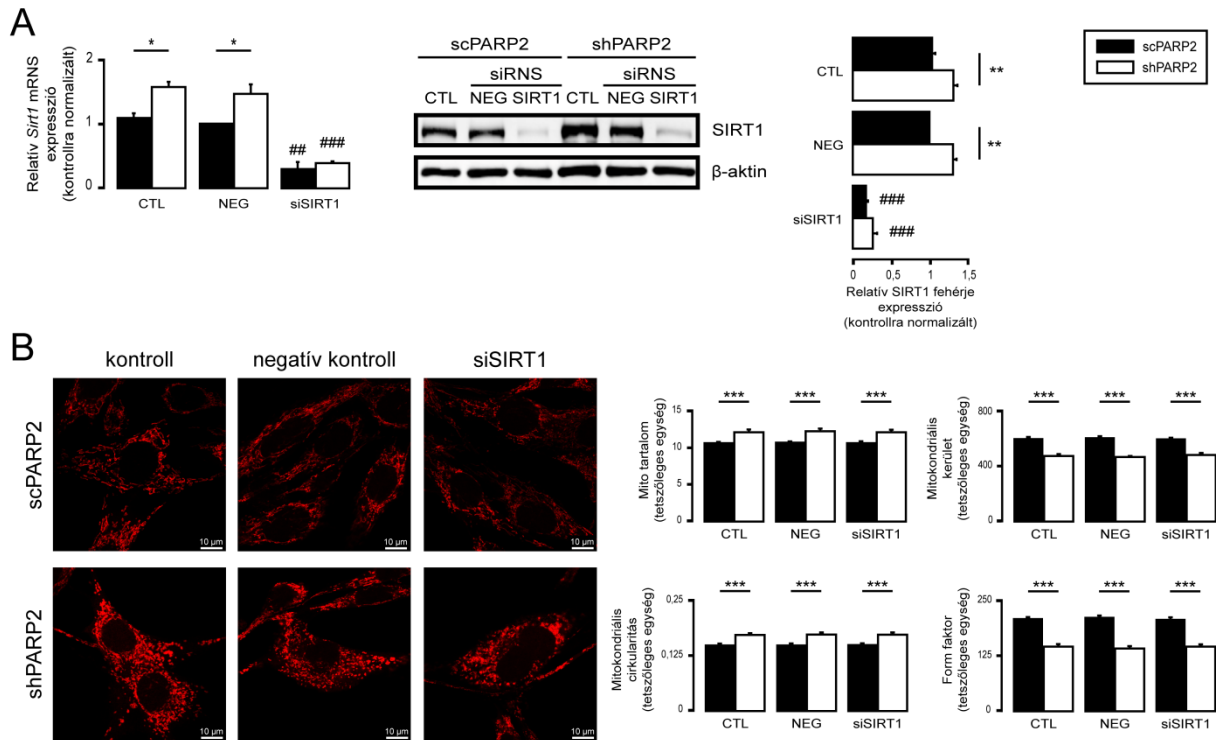 A
Relatív Sirt1 mRNS
expresszió
(kontrollra normalizált)
2
1
0
*
*
##
###
CTL
NEG
siSIRT1
scPARP2
shPARP2
siRNS
siRNS
CTL
NEG
SIRT1
CTL
NEG
SIRT1
SIRT1
β-aktin
CTL
NEG
siSIRT1
**
**
###
###
0
0,5
1
1,5
Relatív SIRT1 fehérje
expresszió
(kontrollra normalizált)
scPARP2
shPARP2
B
kontroll
negatív kontroll
siSIRT1
scPARP2
10 µm
10 µm
10 µm
shPARP2
10 µm
10 µm
10 µm
Mito tartalom
(tetszőleges egység)
15
10
5
0
***
***
***
CTL
NEG
siSIRT1
Mitokondriális
kerület
(tetszőleges egység)
800
400
0
***
***
***
CTL
NEG
siSIRT1
Mitokondriális
cirkularitás
(tetszőleges egység)
0,25
0,125
0
***
***
***
CTL
NEG
siSIRT1
Form faktor
(tetszőleges egység)
250
125
0
***
***
***
CTL
NEG
siSIRT1